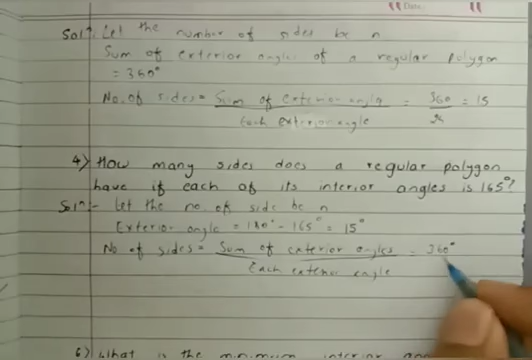 Date
Sol:- Let the number of sides be n
Sum of exterior angles of a regular polygon
= 360°
No. of sides = Sum of exterior angle / Each exterior angle = 360 / 24 = 15
4) How many sides does a regular polygon
have if each of its interior angles is 165°?
Sol:- Let the no. of side be n
Exterior angle = 180° - 165° = 15°
No of sides = Sum of exterior angles / Each exterior angle = 360°
6) What is the minimum interior